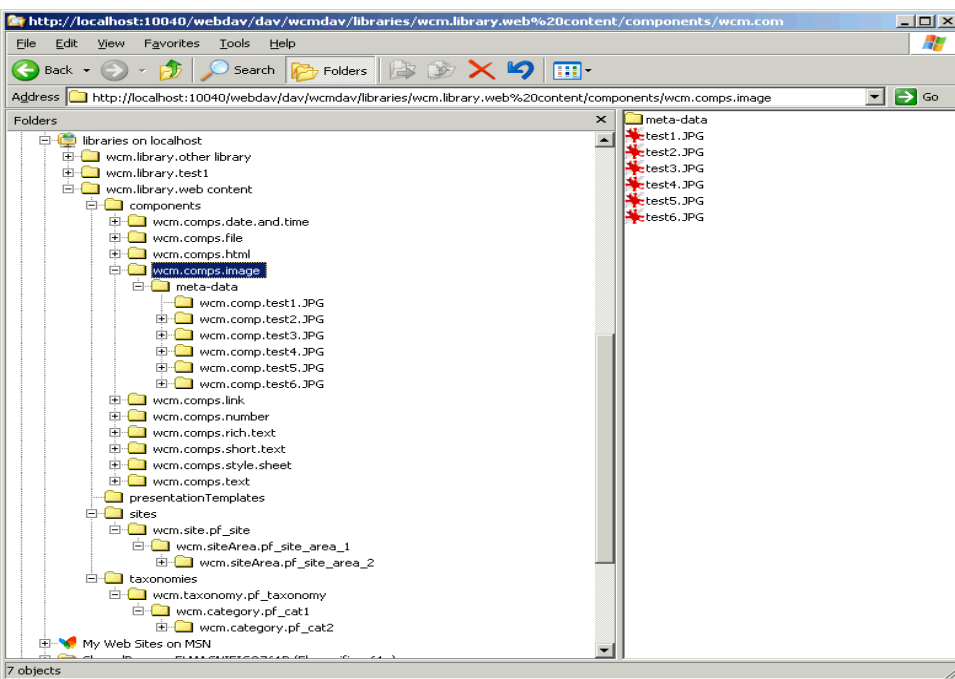 http://localhost:10040/webdav/dav/wcmdav/libraries/wcm.library.web%20content/components/wcm.com
File Edit View Favorites Tools Help
Back Search Folders
Address http://localhost:10040/webdav/dav/wcmdav/libraries/wcm.library.web%20content/components/wcm.comps.image Go
Folders
libraries on localhost
wcm.library.other library
wcm.library.test1
wcm.library.web content
components
wcm.comps.date.and.time
wcm.comps.file
wcm.comps.html
wcm.comps.image
meta-data
wcm.comp.test1.JPG
wcm.comp.test2.JPG
wcm.comp.test3.JPG
wcm.comp.test4.JPG
wcm.comp.test5.JPG
wcm.comp.test6.JPG
wcm.comps.link
wcm.comps.number
wcm.comps.rich.text
wcm.comps.short.text
wcm.comps.style.sheet
wcm.comps.text
presentationTemplates
sites
wcm.site.pf_site
wcm.siteArea.pf_site_area_1
wcm.siteArea.pf_site_area_2
taxonomies
wcm.taxonomy.pf_taxonomy
wcm.category.pf_cat1
wcm.category.pf_cat2
My Web Sites on MSN
meta-data
test1.JPG
test2.JPG
test3.JPG
test4.JPG
test5.JPG
test6.JPG
7 objects